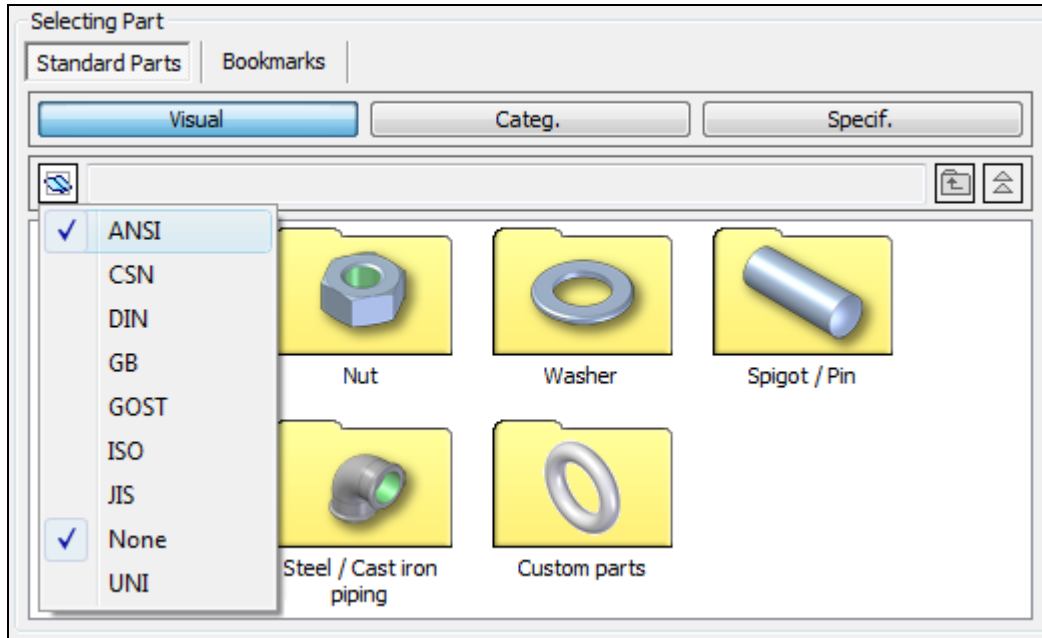 Selecting Part
Standard Parts
Bookmarks
Visual
Categ.
Specif.
ANSI
CSN
DIN
GB
GOST
ISO
JIS
None
UNI
Nut
Washer
Spigot / Pin
Steel / Cast iron
piping
Custom parts